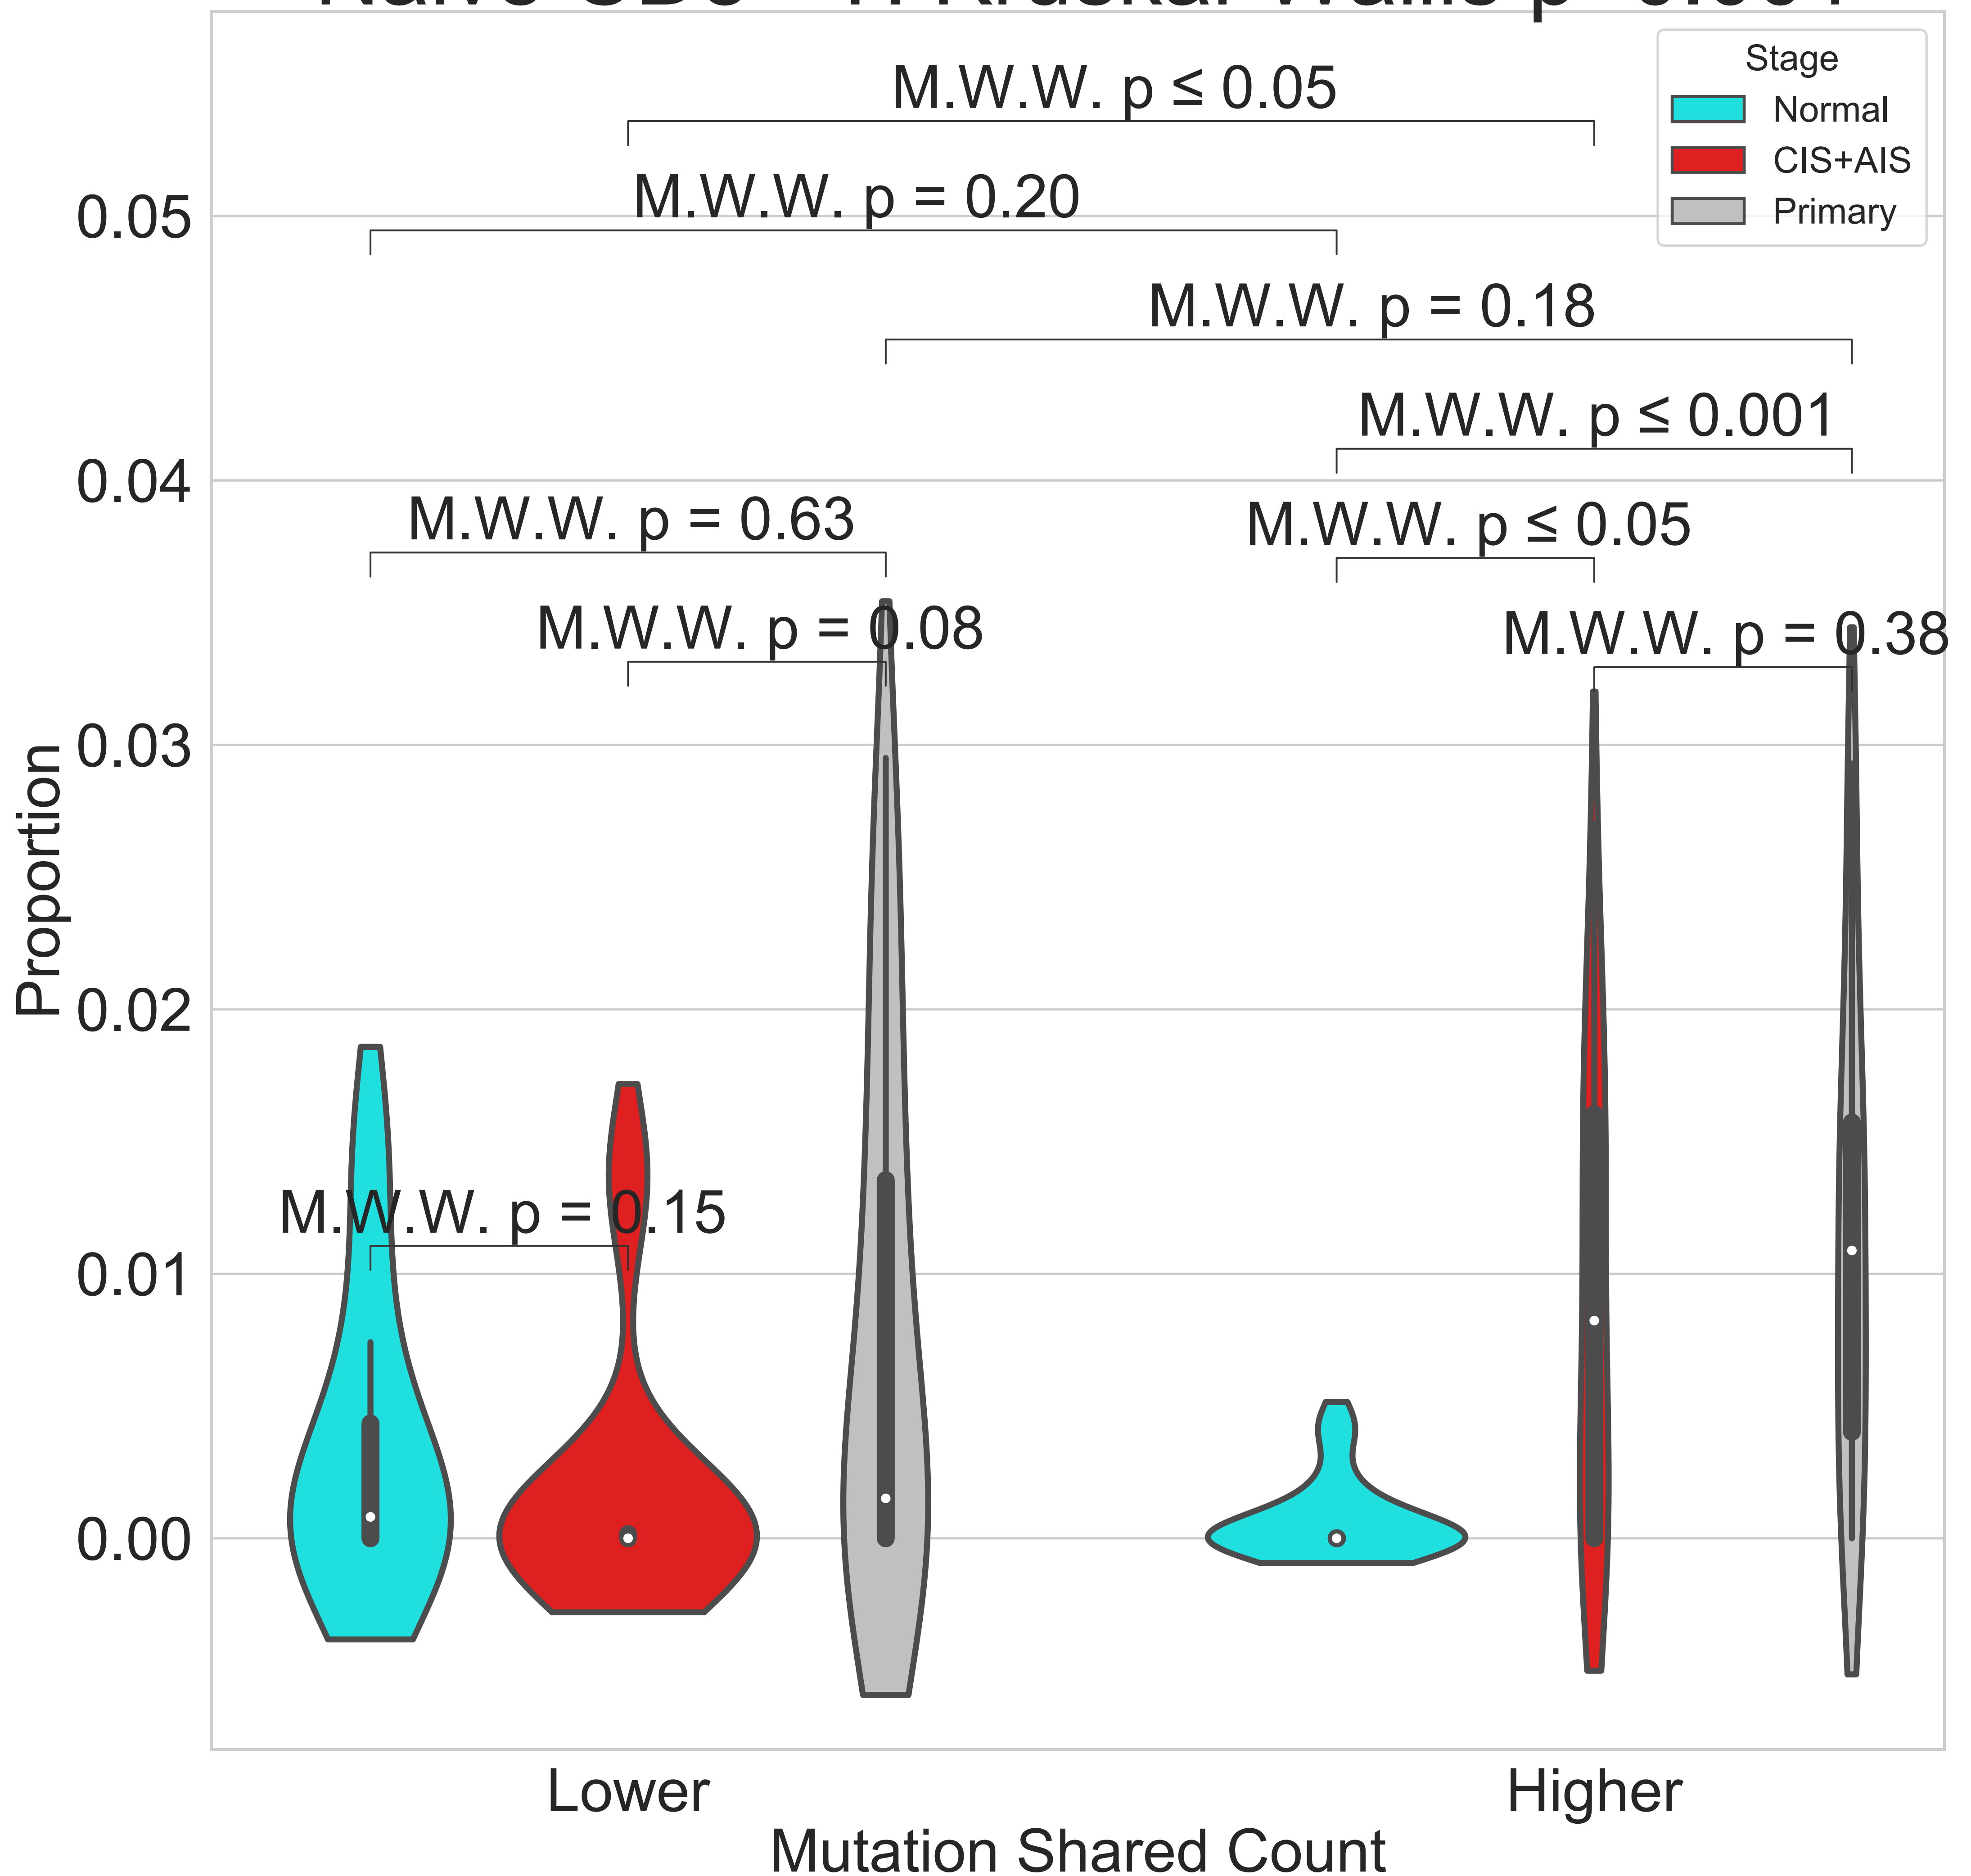 M.W.W. p ≤ 0.05
M.W.W. p = 0.20
M.W.W. p = 0.18
M.W.W. p ≤ 0.001
M.W.W. p = 0.63
M.W.W. p ≤ 0.05
M.W.W. p = 0.08
M.W.W. p = 0.38
M.W.W. p = 0.15
Stage
Normal
CIS+AIS
Primary
Proportion
0.05
0.04
0.03
0.02
0.01
0.00
Lower
Higher
Mutation Shared Count